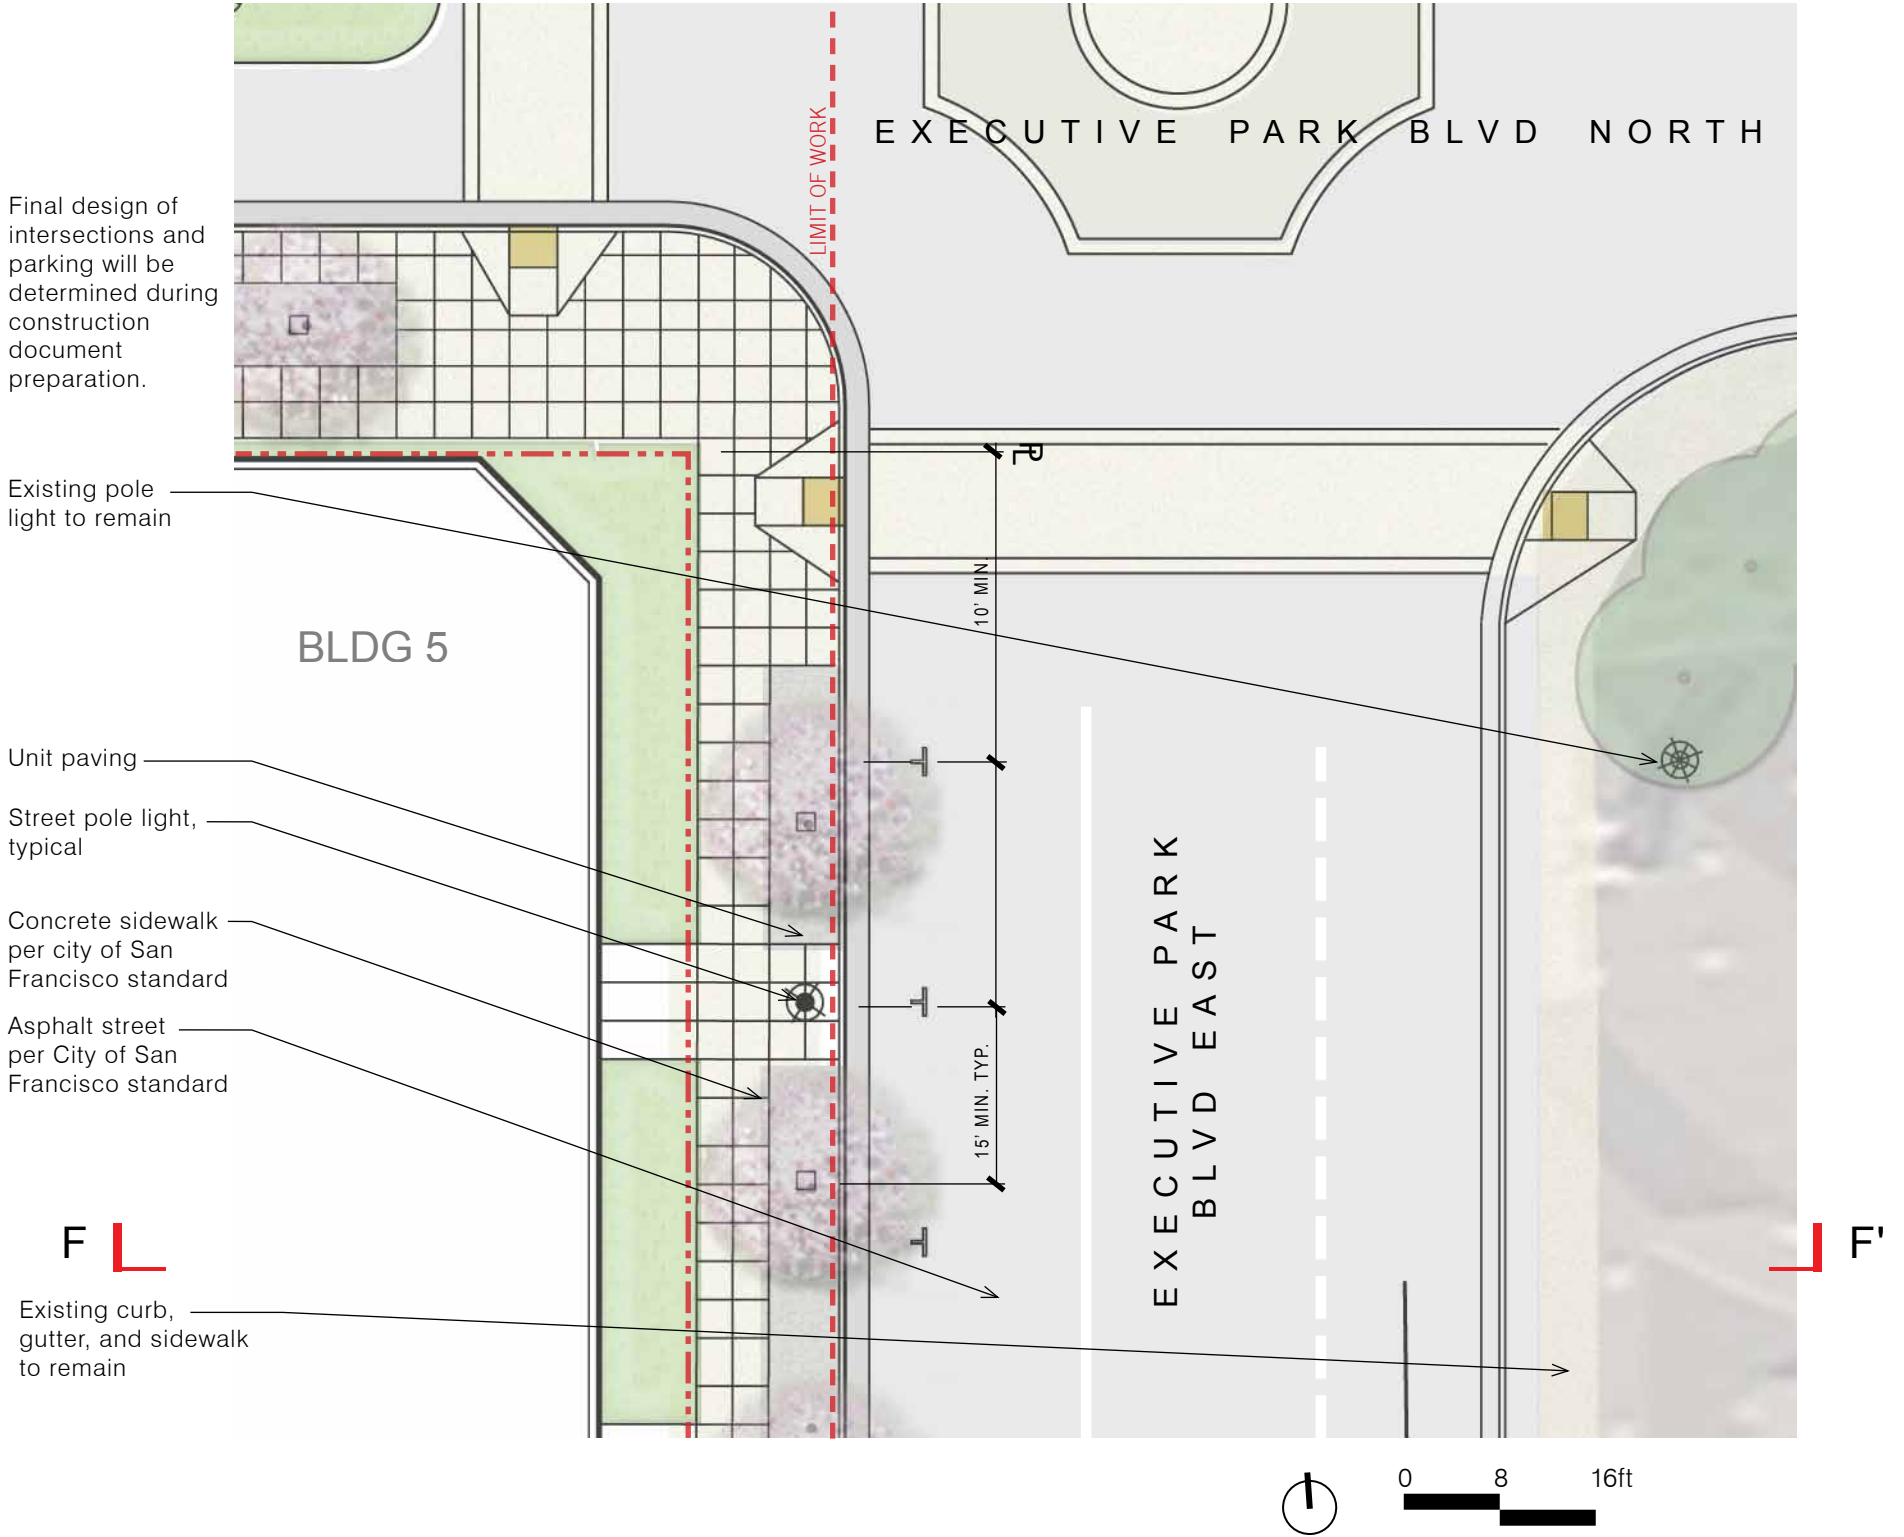 EXECUTIVE PARK BLVD NORTH
LIMIT OF WORK
Final design of
intersections and
parking will be
determined during
construction
document
preparation.
PL
Existing pole
light to remain
10' MIN.
BLDG 5
Unit paving
Street pole light,
typical
EXECUTIVE PARK
BLVD EAST
Concrete sidewalk
per city of San
Francisco standard
Asphalt street
per City of San
Francisco standard
15' MIN. TYP.
F
F'
Existing curb,
gutter, and sidewalk
to remain
0 8 16ft